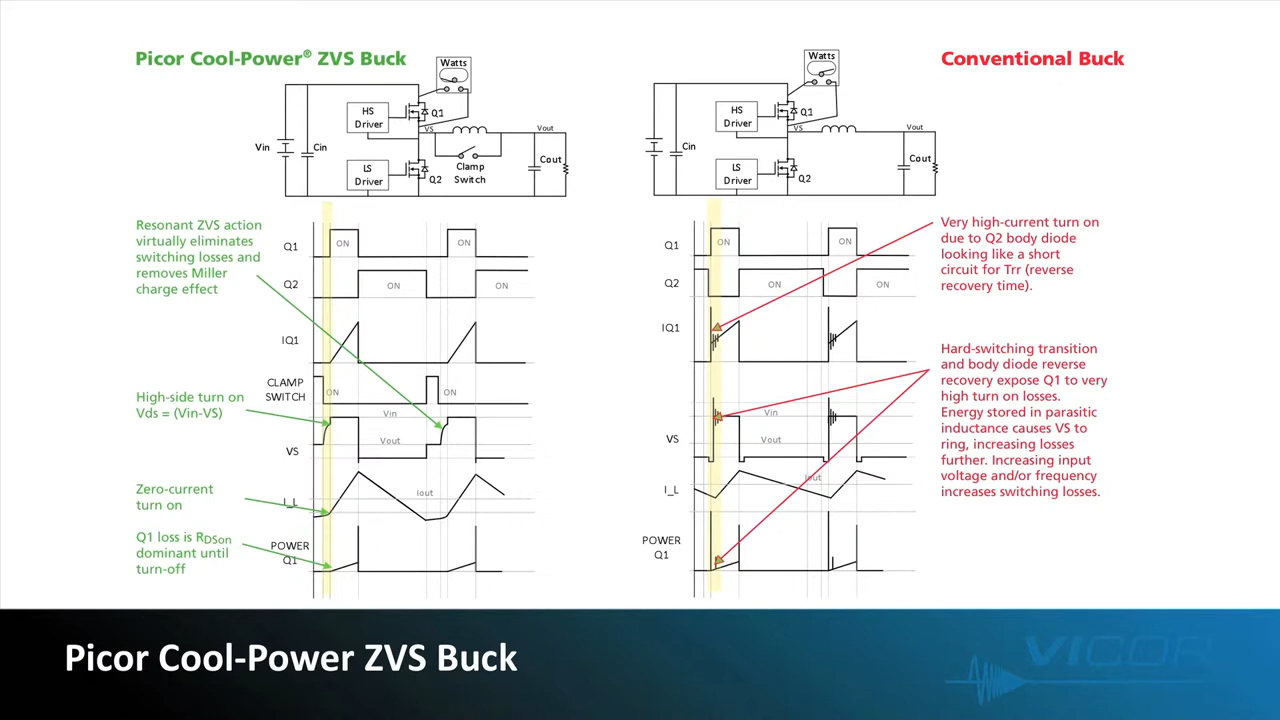 Picor Cool-Power® ZVS Buck
Watts
HS
Driver
Q1
VS
Vout
Vin
Cin
Cout
Clamp
Switch
LS
Driver
Q2
Conventional Buck
Watts
HS
Driver
Q1
VS
Vout
Cin
Cout
LS
Driver
Q2
Resonant ZVS action
virtually eliminates
switching losses and
removes Miller
charge effect
High-side turn on
Vds = (Vin-VS)
Zero-current
turn on
Q1 loss is RDSon
dominant until
turn-off
Q1
ON
ON
Q2
ON
ON
IQ1
CLAMP
SWITCH
ON
ON
Vin
Vout
VS
Iout
I_L
POWER
Q1
Q1
ON
ON
Q2
ON
ON
IQ1
Vin
Vout
VS
Iout
I_L
POWER
Q1
Very high-current turn on
due to Q2 body diode
looking like a short
circuit for Trr (reverse
recovery time).
Hard-switching transition
and body diode reverse
recovery expose Q1 to very
high turn on losses.
Energy stored in parasitic
inductance causes VS to
ring, increasing losses
further. Increasing input
voltage and/or frequency
increases switching losses.
Picor Cool-Power ZVS Buck
VICOR